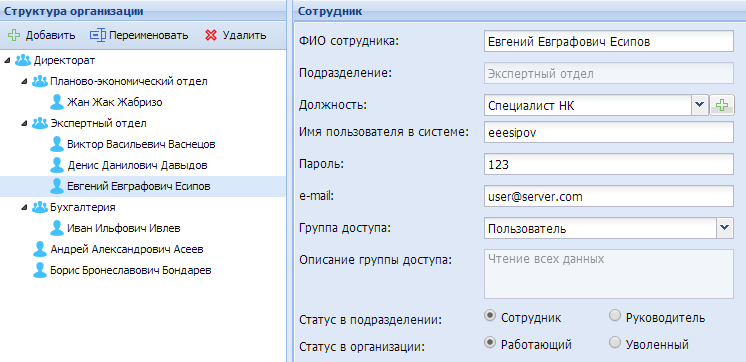 Структура организации
Добавить Переименовать Удалить
Директорат
Планово-экономический отдел
Жан Жак Жабризо
Экспертный отдел
Виктор Васильевич Васнецов
Денис Данилович Давыдов
Евгений Евграфович Есипов
Бухгалтерия
Иван Ильфович Ивлев
Андрей Александрович Асеев
Борис Брониславович Бондарев
Сотрудник
ФИО сотрудника: Евгений Евграфович Есипов
Подразделение: Экспертный отдел
Должность: Специалист НК
Имя пользователя в системе: eeesipov
Пароль: 123
e-mail: user@server.com
Группа доступа: Пользователь
Описание группы доступа: Чтение всех данных
Статус в подразделении: Сотрудник Руководитель
Статус в организации: Работающий Уволенный